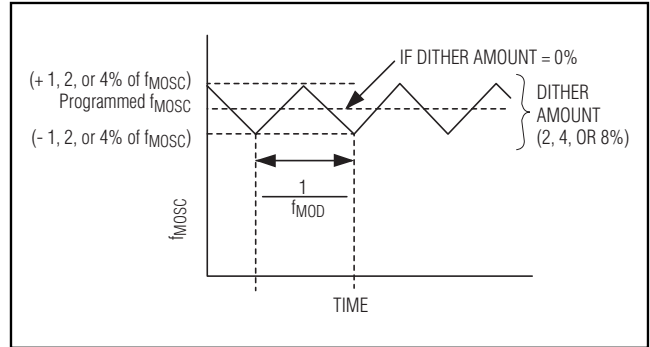 IF DITHER AMOUNT = 0%
(+ 1, 2, or 4% of fMOSC)
Programmed fMOSC
(- 1, 2, or 4% of fMOSC)
DITHER
AMOUNT
(2, 4, OR 8%)
1
fMOD
fMOSC
TIME